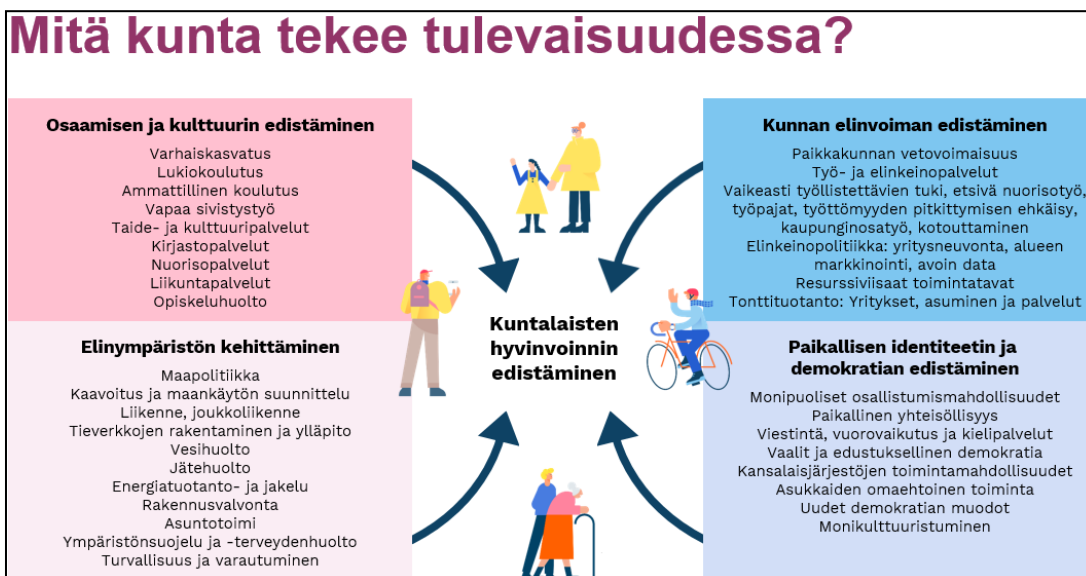 Mitä kunta tekee tulevaisuudessa?
Osaamisen ja kulttuurin edistäminen
Varhaiskasvatus
Lukiokoulutus
Ammattillinen koulutus
Vapaa sivistystyö
Taide- ja kulttuuripalvelut
Kirjastopalvelut
Nuorisopalvelut
Liikuntapalvelut
Opiskeluhuolto
Kunnan elinvoiman edistäminen
Paikkakunnan vetovoimaisuus
Työ- ja elinkeinopalvelut
Vaikeasti työllistettävien tuki, etsivä nuorisotyö,
työpajat, työttömyyden pitkittymisen ehkäisy,
kaupunginosatyö, kotouttaminen
Elinkeinopolitiikka: yritysneuvonta, alueen
markkinointi, avoin data
Resurssiviisaat toimintatavat
Tonttituotanto: Yritykset, asuminen ja palvelut
Kuntalaisten
hyvinvoinnin
edistäminen
Elinympäristön kehittäminen
Maapolitiikka
Kaavoitus ja maankäytön suunnittelu
Liikenne, joukkoliikenne
Tieverkkojen rakentaminen ja ylläpito
Vesihuolto
Jätehuolto
Energiatuotanto- ja jakelu
Rakennusvalvonta
Asuntotoimi
Ympäristönsuojelu ja -terveydenhuolto
Turvallisuus ja varautuminen
Paikallisen identiteetin ja
demokratian edistäminen
Monipuoliset osallistumismahdollisuudet
Paikallinen yhteisöllisyys
Viestintä, vuorovaikutus ja kielipalvelut
Vaalit ja edustuksellinen demokratia
Kansalaisjärjestöjen toimintamahdollisuudet
Asukkaiden omaehtoinen toiminta
Uudet demokratian muodot
Monikulttuuristuminen